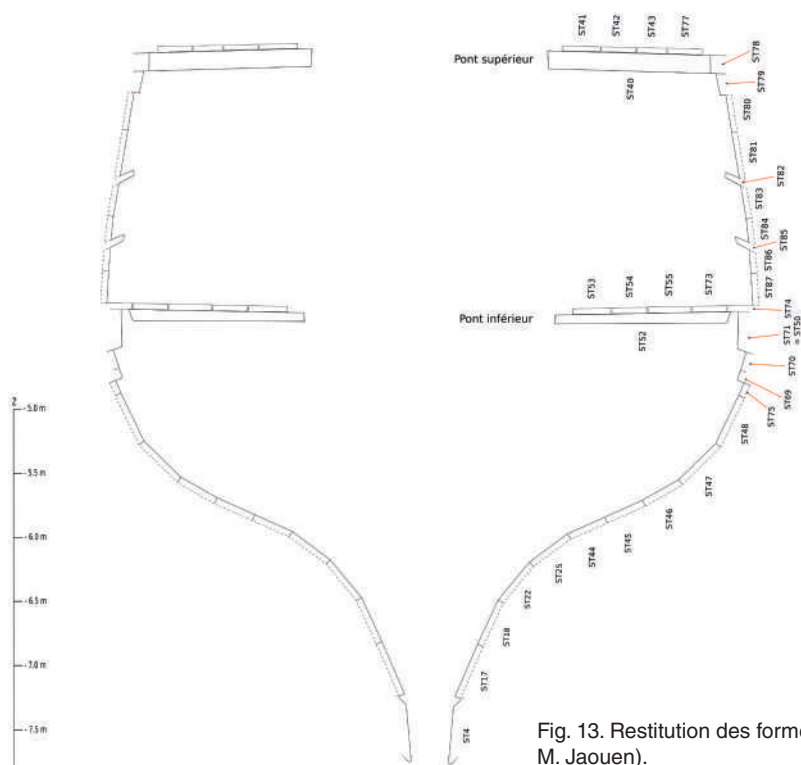 ST41 ST42 ST43 ST77
Pont supérieur
ST78
ST79
ST40
ST80
ST81
ST82
ST83
ST84
ST85
ST86
ST87
ST53 ST54 ST55 ST73
Pont inférieur
ST74
ST71
= ST50
ST52
ST70
ST69
ST75
ST48
ST47
ST46
ST45
ST44
ST25
ST22
ST18
ST17
ST4
Z
-5.0 m
-5.5 m
-6.0 m
-6.5 m
-7.0 m
-7.5 m
Fig. 13. Restitution des forme
M. Jaouen).